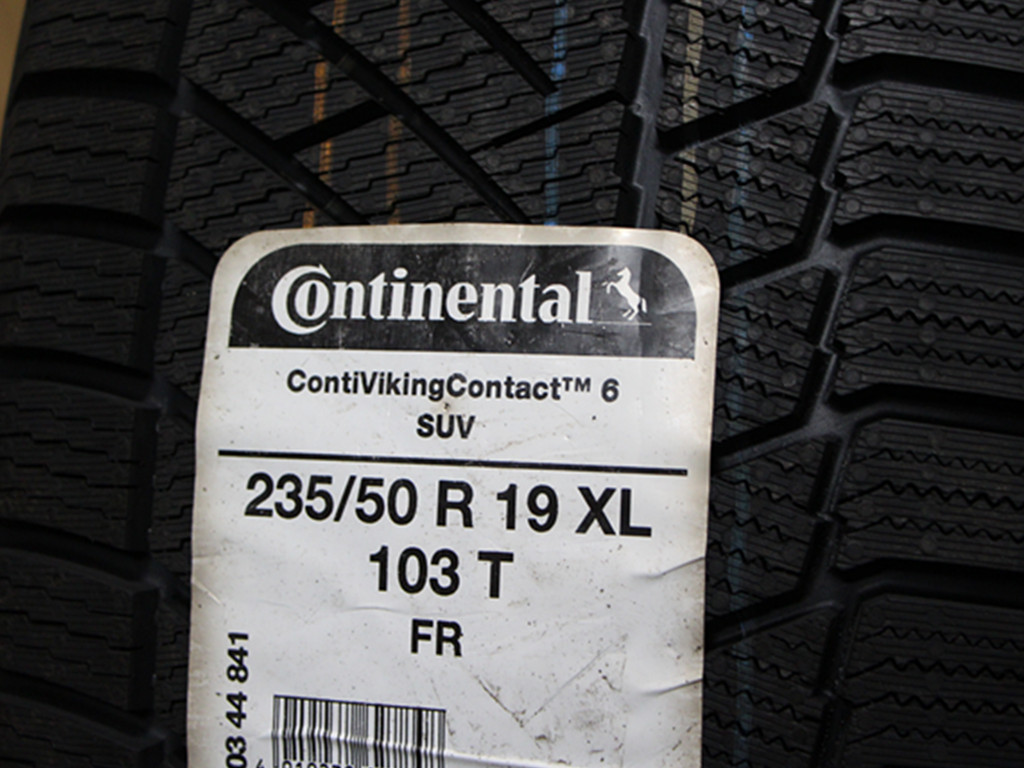 Continental
ContiVikingContact™ 6
SUV
235/50 R 19 XL
103 T
FR
03 44 841